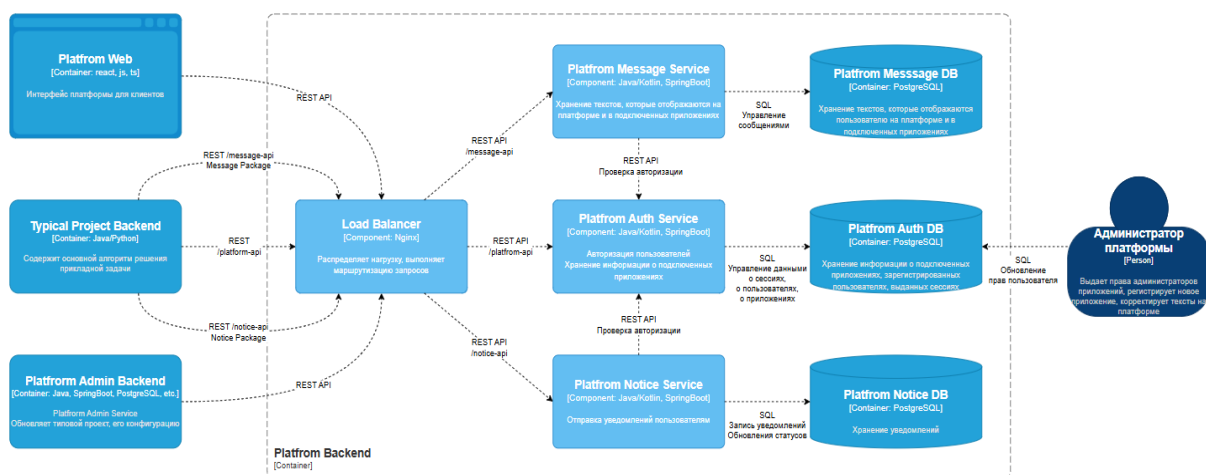 Platfrom Web
[Container: react, js, ts]
Интерфейс платформы для клиентов
REST API
REST /message-api
Message Package
Typical Project Backend
[Container: Java/Python]
Содержит основной алгоритм решения
прикладной задачи
REST
/platform-api
REST /notice-api
Notice Package
Platfrorm Admin Backend
[Container: Java, SpringBoot, PostgreSQL, etc.]
Platfrorm Admin Service
Обновляет типовой проект, его конфигурацию
REST API
Load Balancer
[Component: Nginx]
Распределяет нагрузку, выполняет
маршрутизацию запросов
REST API
/message-api
REST API
/platfrom-api
REST API
/notice-api
Platfrom Message Service
[Component: Java/Kotlin, SpringBoot]
Хранение текстов, которые отображаются на
платформе и в подключенных приложениях
REST API
Проверка авторизации
Platfrom Auth Service
[Component: Java/Kotlin, SpringBoot]
Авторизация пользователей
Хранение информации о подключенных
приложениях
REST API
Проверка авторизации
Platfrom Notice Service
[Component: Java/Kotlin, SpringBoot]
Отправка уведомлений пользователям
SQL
Управление
сообщениями
SQL
Управление данными
о сессиях,
о пользователях,
о приложениях
SQL
Запись уведомлений
Обновления статусов
Platfrom Messsage DB
[Container: PostgreSQL]
Хранение текстов, которые отображаются
пользователю на платформе и в
подключенных приложениях
Platfrom Auth DB
[Container: PostgreSQL]
Хранение информации о подключенных
приложениях, зарегистрированных
пользователях, выданных сессиях
Platfrom Notice DB
[Container: PostgreSQL]
Хранение уведомлений
SQL
Обновление
прав пользователя
Администратор
платформы
[Person]
Выдает права администраторов
приложений, регистрирует новое
приложение, корректирует тексты на
платформе
Platfrom Backend
[Container]